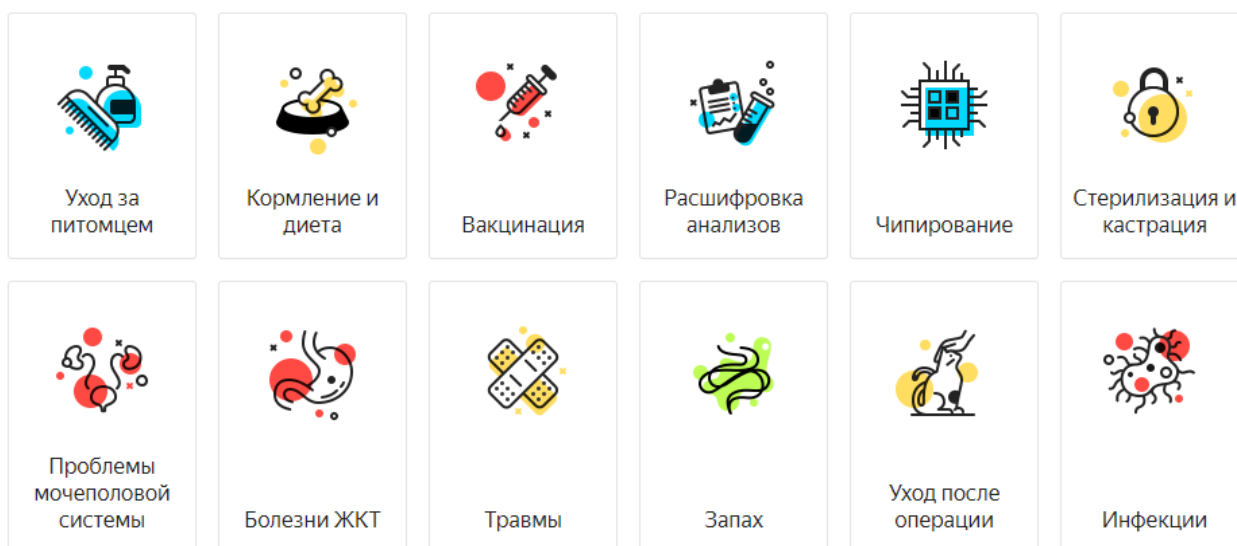 Уход за
питомцем
Кормление и
диета
Вакцинация
Расшифровка
анализов
Чипирование
Стерилизация и
кастрация
Проблемы
мочеполовой
системы
Болезни ЖКТ
Травмы
Запах
Уход после
операции
Инфекции